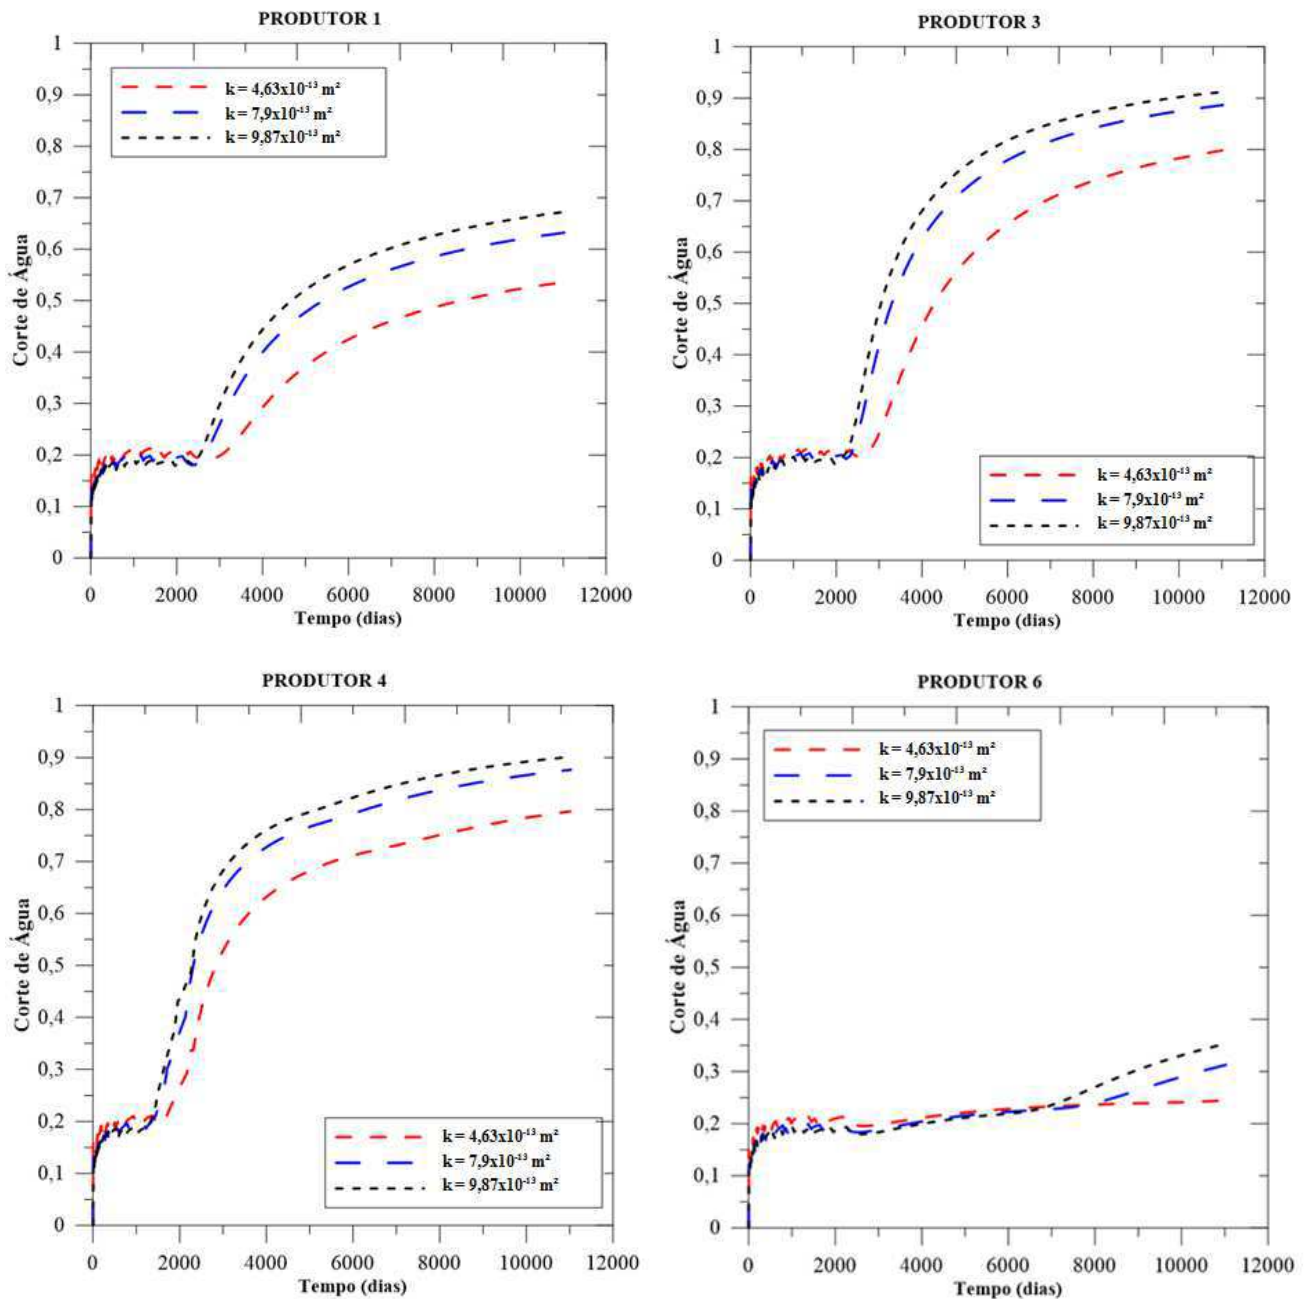 PRODUTOR 1
1
0,9
0,8
0,7
0,6
0,5
0,4
0,3
0,2
0,1
0
Corte de Água
k = 4,63x10⁻¹³ m²
k = 7,9x10⁻¹³ m²
k = 9,87x10⁻¹³ m²
0 2000 4000 6000 8000 10000 12000
Tempo (dias)
PRODUTOR 3
1
0,9
0,8
0,7
0,6
0,5
0,4
0,3
0,2
0,1
0
Corte de Água
k = 4,63x10⁻¹³ m²
k = 7,9x10⁻¹³ m²
k = 9,87x10⁻¹³ m²
0 2000 4000 6000 8000 10000 12000
Tempo (dias)
PRODUTOR 4
1
0,9
0,8
0,7
0,6
0,5
0,4
0,3
0,2
0,1
0
Corte de Água
k = 4,63x10⁻¹³ m²
k = 7,9x10⁻¹³ m²
k = 9,87x10⁻¹³ m²
0 2000 4000 6000 8000 10000 12000
Tempo (dias)
PRODUTOR 6
1
0,9
0,8
0,7
0,6
0,5
0,4
0,3
0,2
0,1
0
Corte de Água
k = 4,63x10⁻¹³ m²
k = 7,9x10⁻¹³ m²
k = 9,87x10⁻¹³ m²
0 2000 4000 6000 8000 10000 12000
Tempo (dias)